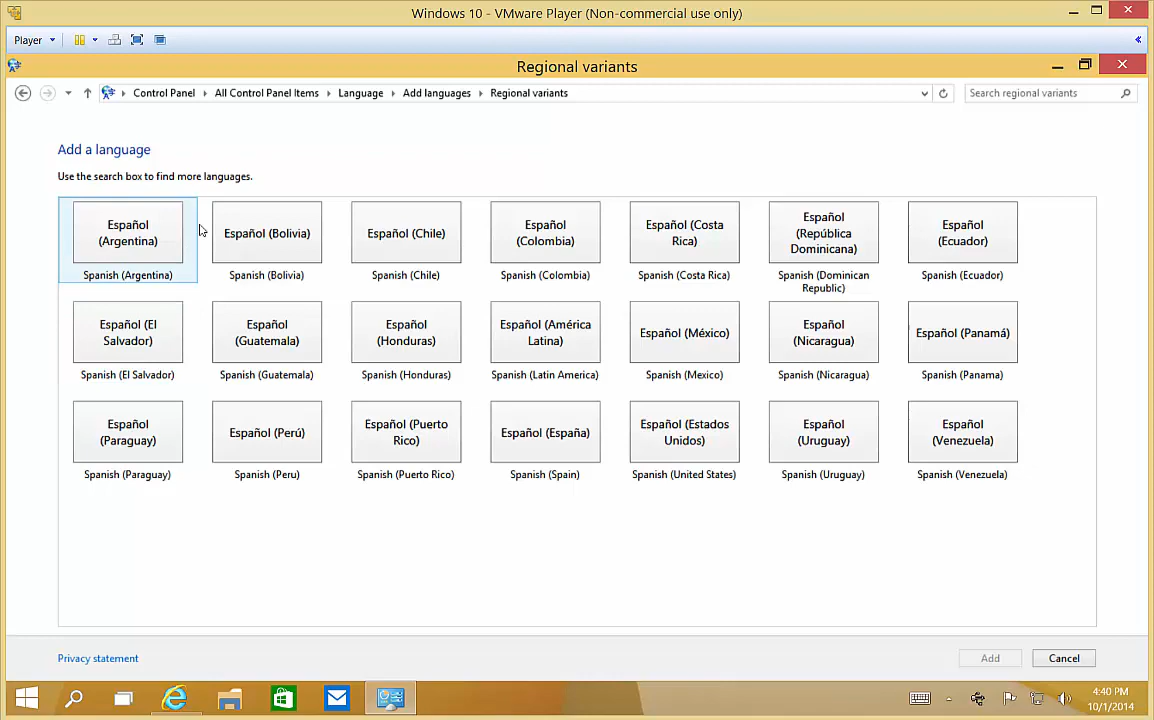 Windows 10 - VMware Player (Non-commercial use only)
Player
Regional variants
Control Panel
All Control Panel Items
Language
Add languages
Regional variants
Search regional variants
Add a language
Use the search box to find more languages.
Español
(Argentina)
Spanish (Argentina)
Español (Bolivia)
Spanish (Bolivia)
Español (Chile)
Spanish (Chile)
Español
(Colombia)
Spanish (Colombia)
Español (Costa
Rica)
Spanish (Costa Rica)
Español
(República
Dominicana)
Spanish (Dominican
Republic)
Español
(Ecuador)
Spanish (Ecuador)
Español (El
Salvador)
Spanish (El Salvador)
Español
(Guatemala)
Spanish (Guatemala)
Español
(Honduras)
Spanish (Honduras)
Español (América
Latina)
Spanish (Latin America)
Español (México)
Spanish (Mexico)
Español
(Nicaragua)
Spanish (Nicaragua)
Español (Panamá)
Spanish (Panama)
Español
(Paraguay)
Spanish (Paraguay)
Español (Perú)
Spanish (Peru)
Español (Puerto
Rico)
Spanish (Puerto Rico)
Español (España)
Spanish (Spain)
Español (Estados
Unidos)
Spanish (United States)
Español
(Uruguay)
Spanish (Uruguay)
Español
(Venezuela)
Spanish (Venezuela)
Privacy statement
Add
Cancel
4:40 PM
10/1/2014